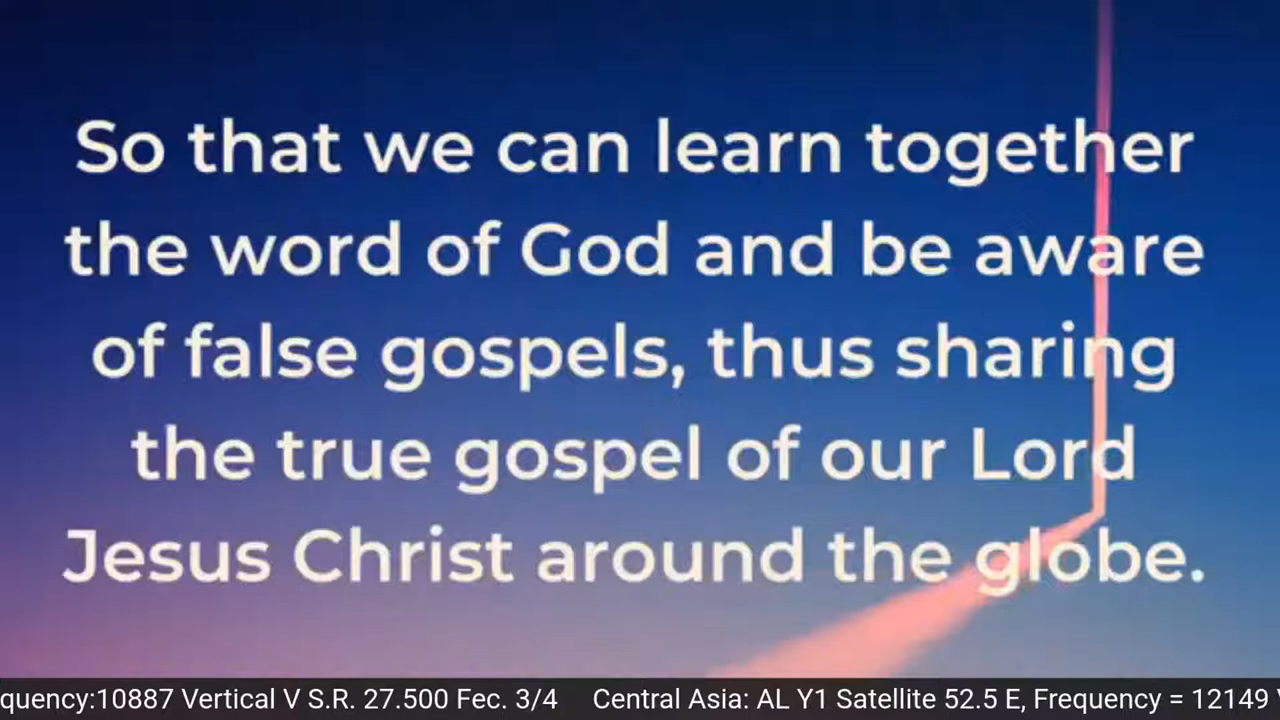 So that we can learn together
the word of God and be aware
of false gospels, thus sharing
the true gospel of our Lord
Jesus Christ around the globe.
quency:10887 Vertical V S.R. 27.500 Fec. 3/4 Central Asia: AL Y1 Satellite 52.5 E, Frequency = 12149